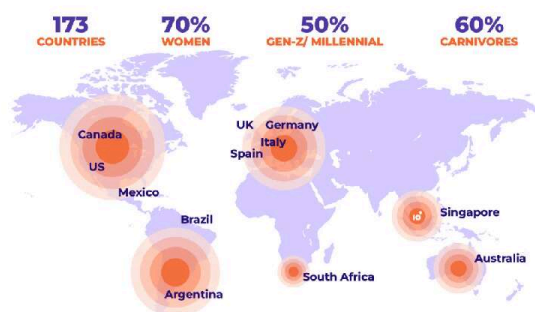 173 70% 50% 60%
COUNTRIES WOMEN GEN-Z/ MILLENNIAL CARNIVORES
UK Germany
Canada
Italy
Spain
US
Mexico
Singapore
Brazil
Australia
South Africa
Argentina